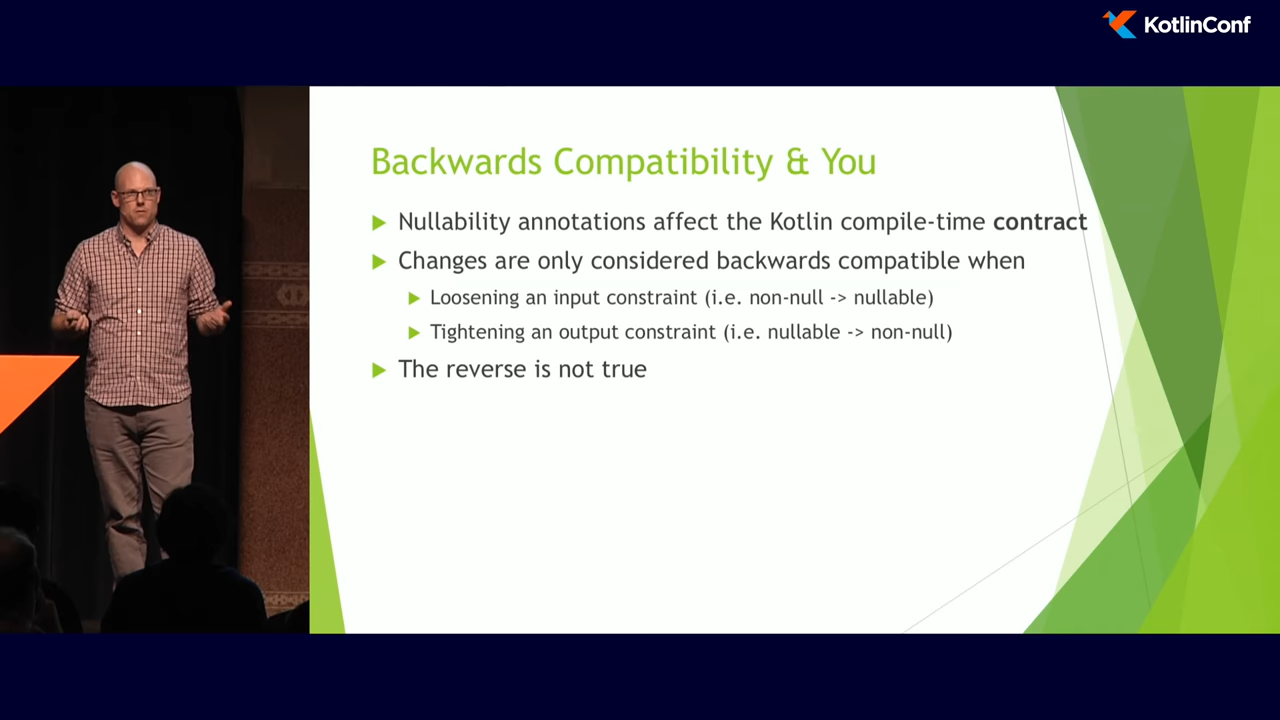 KotlinConf
Backwards Compatibility & You
Nullability annotations affect the Kotlin compile-time contract
Changes are only considered backwards compatible when
Loosening an input constraint (i.e. non-null -> nullable)
Tightening an output constraint (i.e. nullable -> non-null)
The reverse is not true